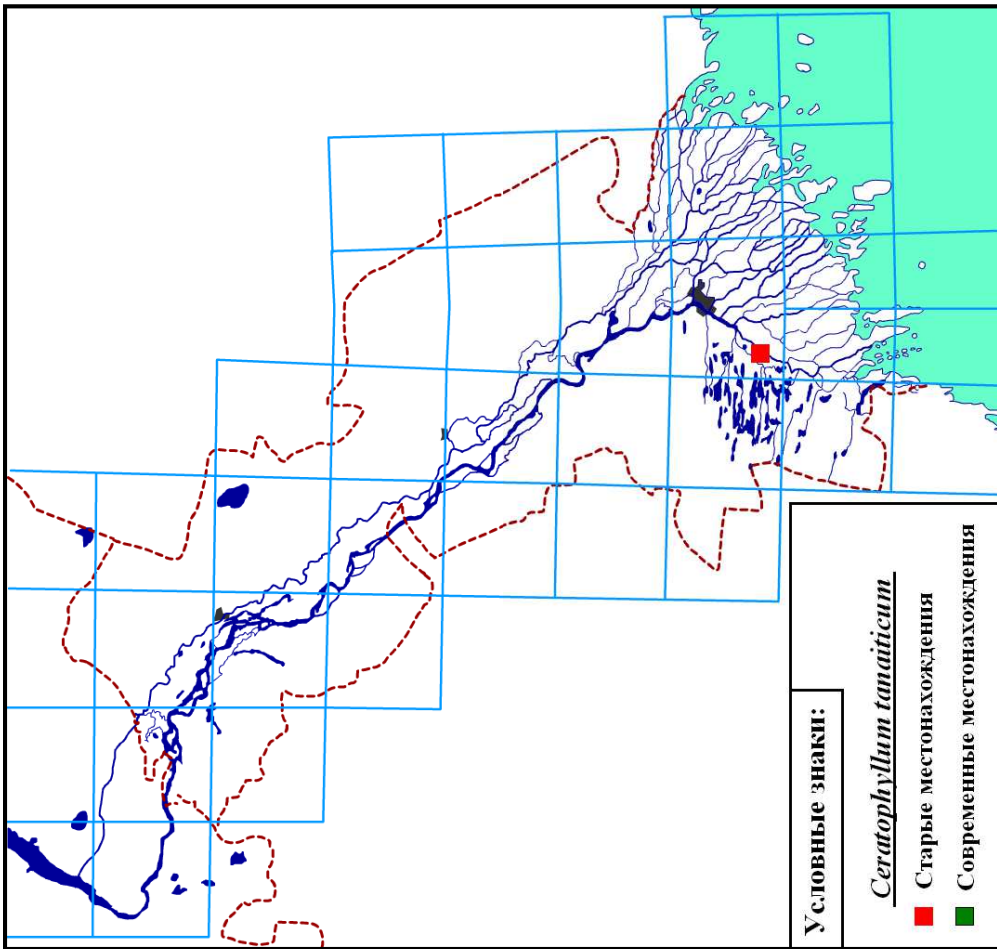 Условные знаки:
Ceratophyllum tanaiticum
Старые местонахождения
Современные местонахождения